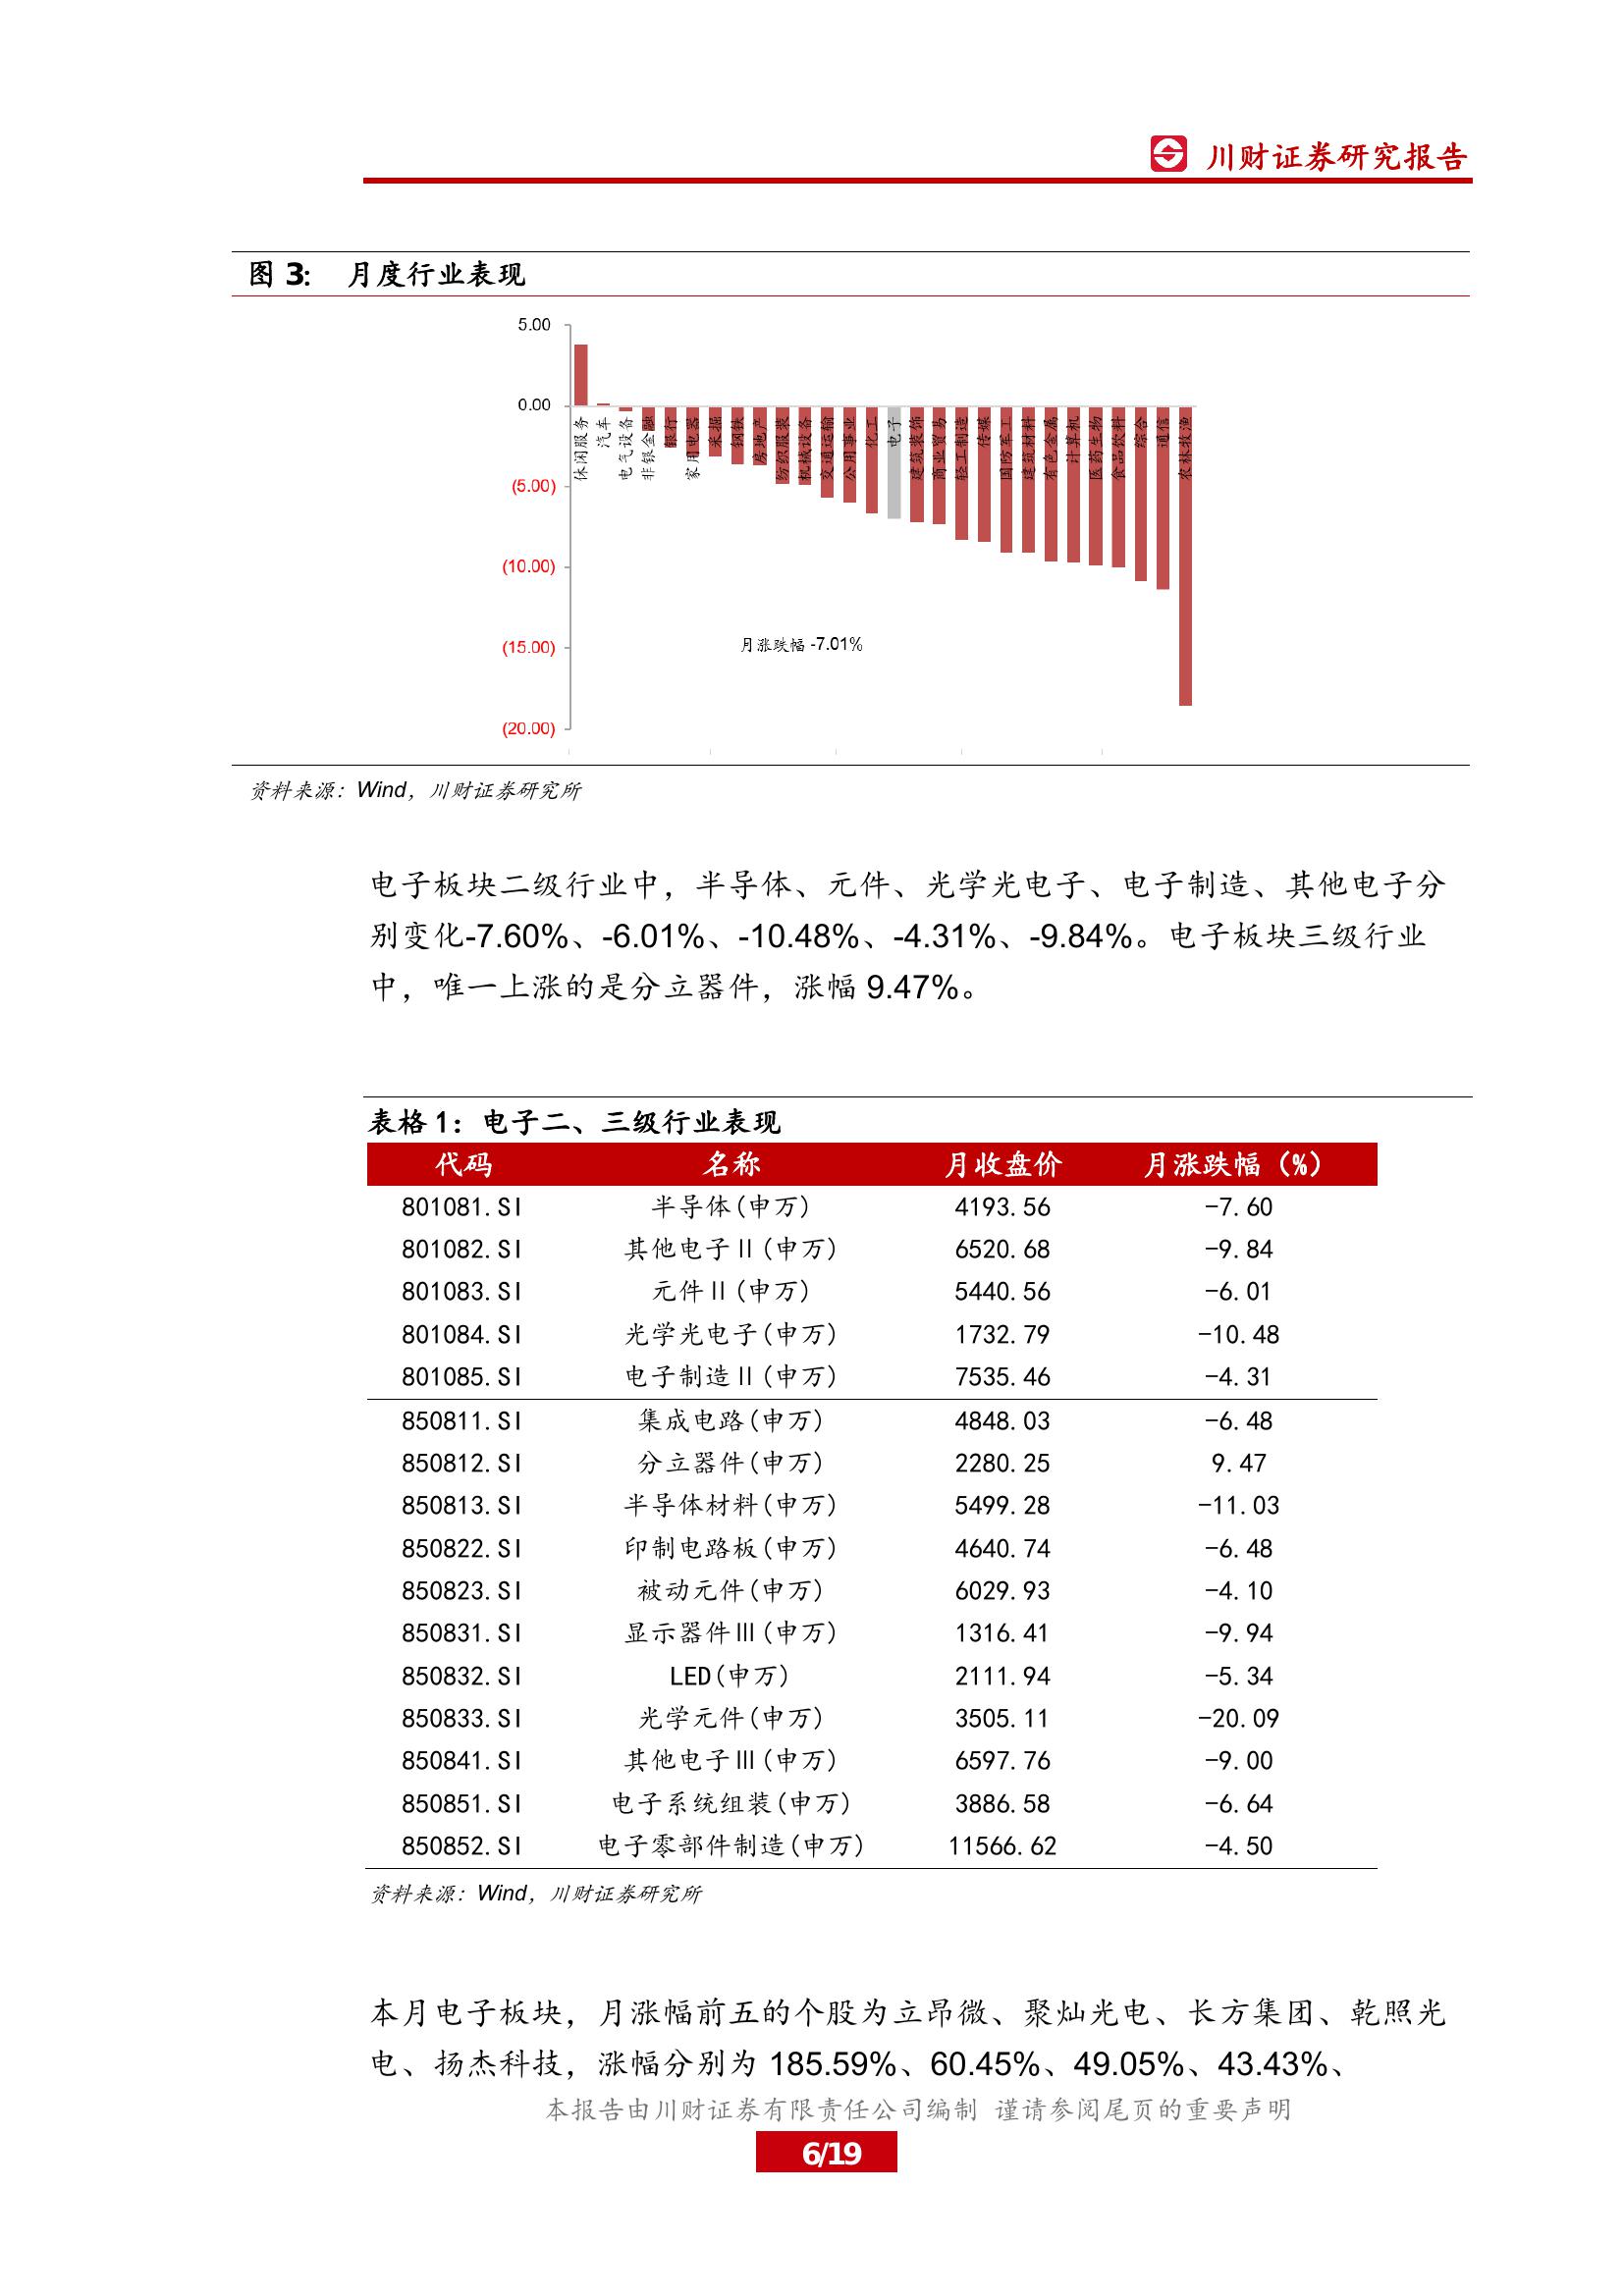 川财证券研究报告
图 3: 月度行业表现
5.00
0.00
(5.00)
(10.00)
(15.00)
(20.00)
休闲服务
汽车
电气设备
非银金融
银行
家用电器
采掘
钢铁
房地产
纺织服装
机械设备
交通运输
公用事业
化工
电子
建筑装饰
商业贸易
轻工制造
传媒
国防军工
建筑材料
有色金属
计算机
医药生物
食品饮料
综合
通信
农林牧渔
月涨跌幅 -7.01%
资料来源：Wind，川财证券研究所
电子板块二级行业中，半导体、元件、光学光电子、电子制造、其他电子分
别变化-7.60%、-6.01%、-10.48%、-4.31%、-9.84%。电子板块三级行业
中，唯一上涨的是分立器件，涨幅 9.47%。
表格 1：电子二、三级行业表现
代码 名称 月收盘价 月涨跌幅（%）
801081.SI 半导体(申万) 4193.56 -7.60
801082.SI 其他电子Ⅱ(申万) 6520.68 -9.84
801083.SI 元件Ⅱ(申万) 5440.56 -6.01
801084.SI 光学光电子(申万) 1732.79 -10.48
801085.SI 电子制造Ⅱ(申万) 7535.46 -4.31
850811.SI 集成电路(申万) 4848.03 -6.48
850812.SI 分立器件(申万) 2280.25 9.47
850813.SI 半导体材料(申万) 5499.28 -11.03
850822.SI 印制电路板(申万) 4640.74 -6.48
850823.SI 被动元件(申万) 6029.93 -4.10
850831.SI 显示器件Ⅲ(申万) 1316.41 -9.94
850832.SI LED(申万) 2111.94 -5.34
850833.SI 光学元件(申万) 3505.11 -20.09
850841.SI 其他电子Ⅲ(申万) 6597.76 -9.00
850851.SI 电子系统组装(申万) 3886.58 -6.64
850852.SI 电子零部件制造(申万) 11566.62 -4.50
资料来源：Wind，川财证券研究所
本月电子板块，月涨幅前五的个股为立昂微、聚灿光电、长方集团、乾照光
电、扬杰科技，涨幅分别为 185.59%、60.45%、49.05%、43.43%、
本报告由川财证券有限责任公司编制 谨请参阅尾页的重要声明
6/19